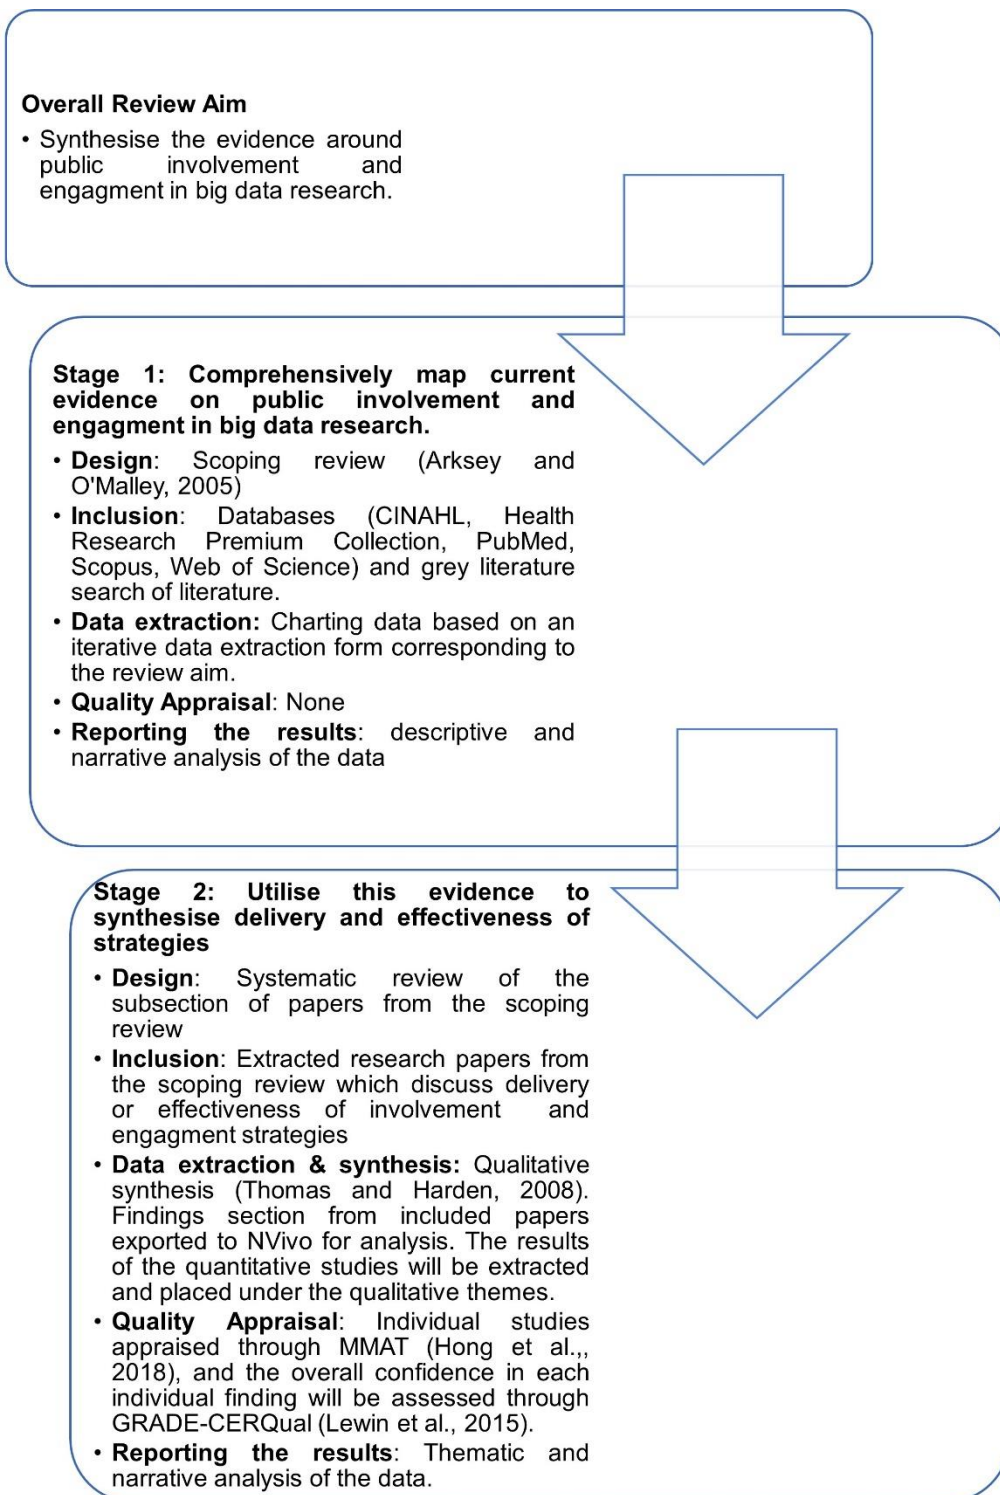 Overall Review Aim
• Synthesise the evidence around
public involvement and
engagment in big data research.
Stage 1: Comprehensively map current
evidence on public involvement and
engagment in big data research.
• Design: Scoping review (Arksey and
O'Malley, 2005)
• Inclusion: Databases (CINAHL, Health
Research Premium Collection, PubMed,
Scopus, Web of Science) and grey literature
search of literature.
• Data extraction: Charting data based on an
iterative data extraction form corresponding to
the review aim.
• Quality Appraisal: None
• Reporting the results: descriptive and
narrative analysis of the data
Stage 2: Utilise this evidence to
synthesise delivery and effectiveness of
strategies
• Design: Systematic review of the
subsection of papers from the scoping
review
• Inclusion: Extracted research papers from
the scoping review which discuss delivery
or effectiveness of involvement and
engagment strategies
• Data extraction & synthesis: Qualitative
synthesis (Thomas and Harden, 2008).
Findings section from included papers
exported to NVivo for analysis. The results
of the quantitative studies will be extracted
and placed under the qualitative themes.
• Quality Appraisal: Individual studies
appraised through MMAT (Hong et al.,,
2018), and the overall confidence in each
individual finding will be assessed through
GRADE-CERQual (Lewin et al., 2015).
• Reporting the results: Thematic and
narrative analysis of the data.